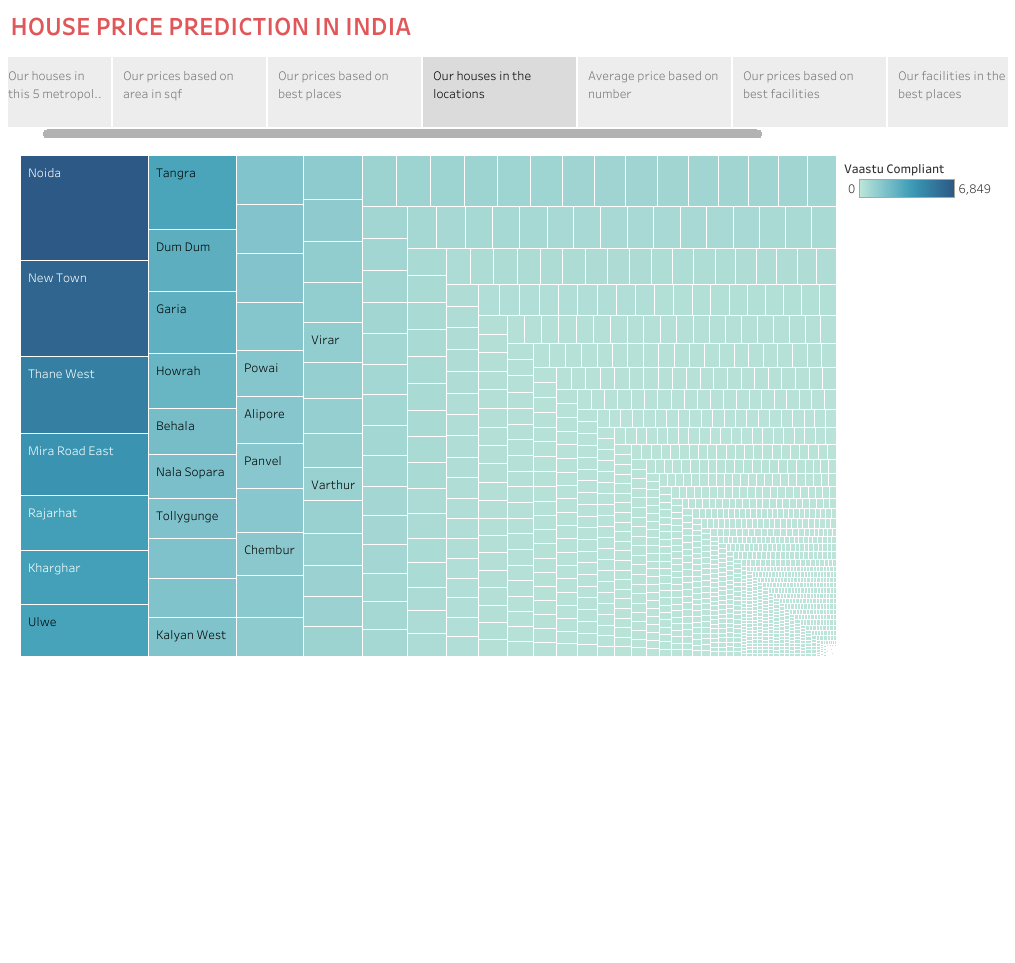 HOUSE PRICE PREDICTION IN INDIA
Our houses in
this 5 metropol..
Our prices based on
area in sqf
Our prices based on
best places
Our houses in the
locations
Average price based on
number
Our prices based on
best facilities
Our facilities in the
best places
Noida
New Town
Thane West
Mira Road East
Rajarhat
Kharghar
Ulwe
Tangra
Dum Dum
Garia
Howrah
Behala
Nala Sopara
Tollygunge
Kalyan West
Powai
Alipore
Panvel
Chembur
Virar
Varthur
Vaastu Compliant
0 6,849